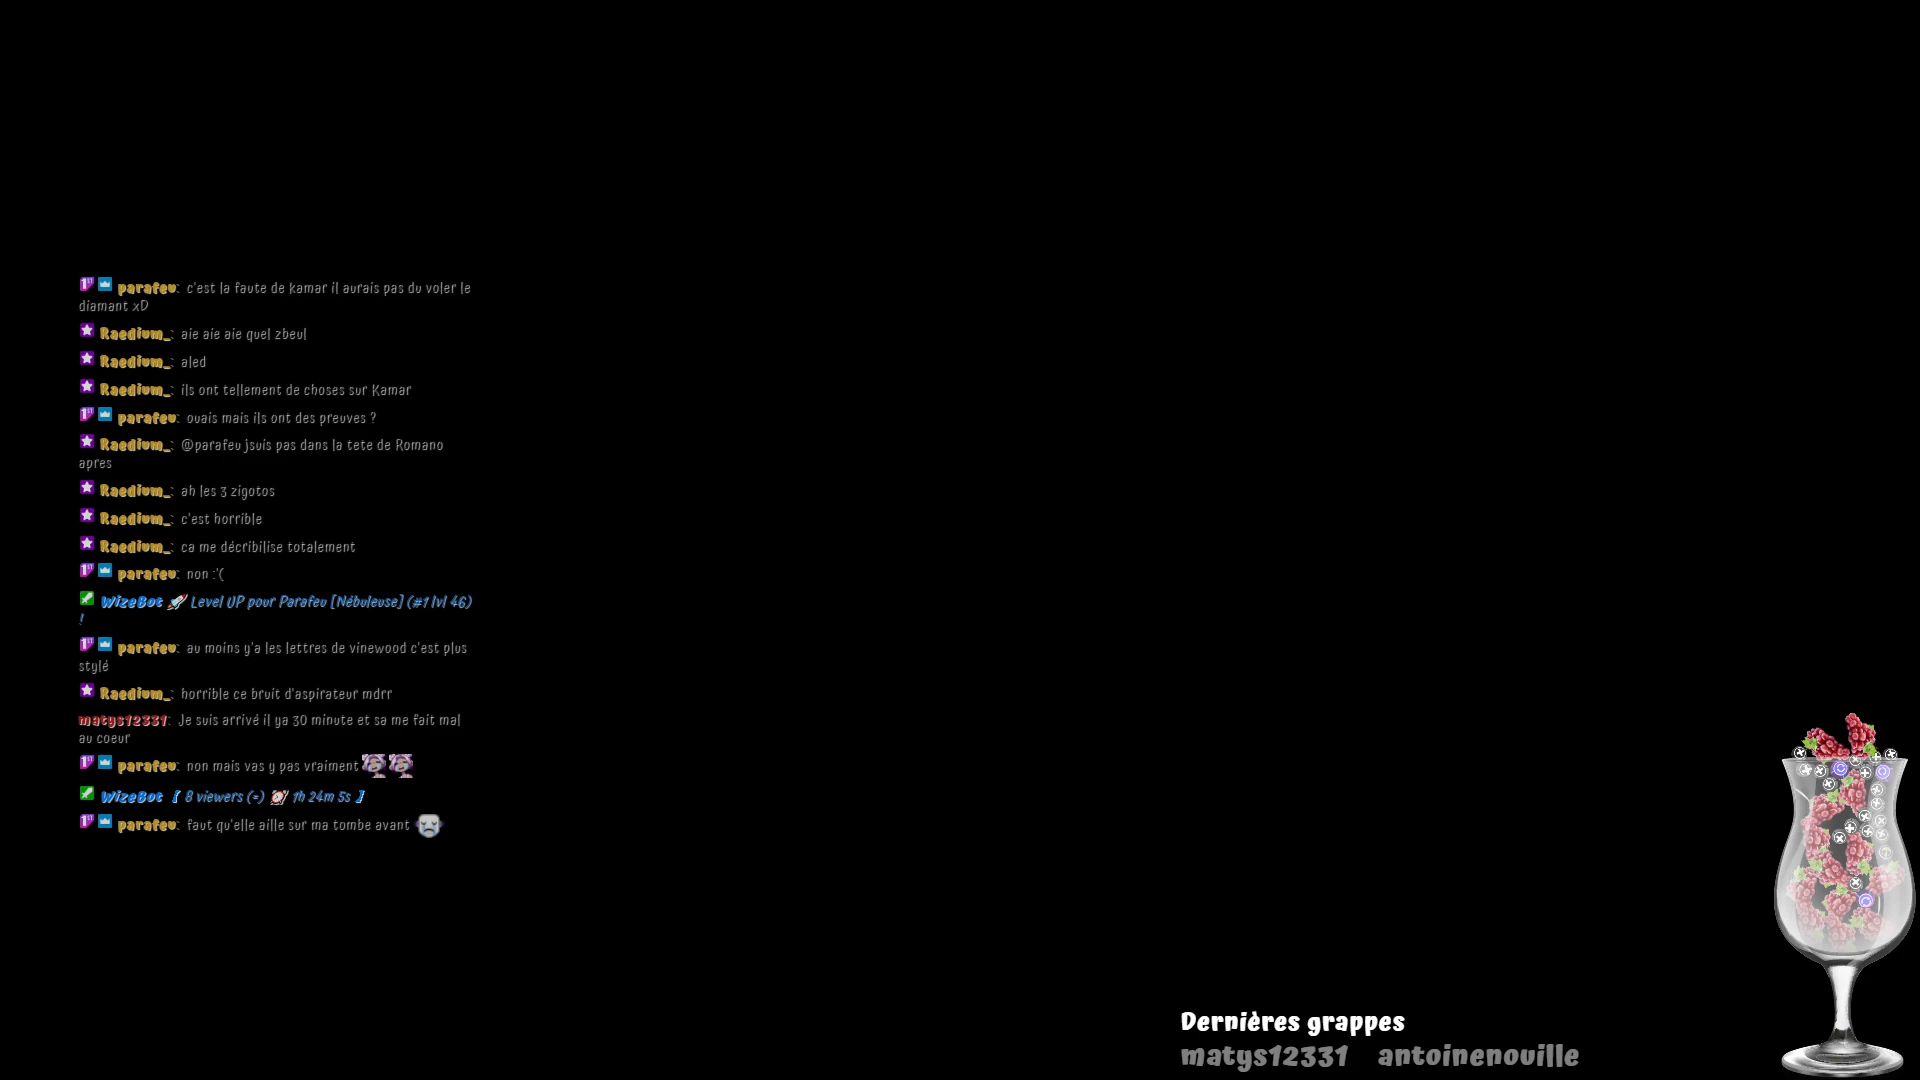 parafeu: c'est la faute de kamar il aurais pas du voler le
diamant xD
Raedium_: aie aie aie quel zbeul
Raedium_: aled
Raedium_: ils ont tellement de choses sur Kamar
parafeu: ouais mais ils ont des preuves ?
Raedium_: @parafeu jsuis pas dans la tete de Romano
apres
Raedium_: ah les 3 zigotos
Raedium_: c'est horrible
Raedium_: ca me décribilise totalement
parafeu: non :'(
WizeBot 🚀 Level UP pour Parafeu [Nébuleuse] (#1 lvl 46)
!
parafeu: au moins y'a les lettres de vinewood c'est plus
stylé
Raedium_: horrible ce bruit d'aspirateur mdrr
matys12331: Je suis arrivé il ya 30 minute et sa me fait mal
au coeur
parafeu: non mais vas y pas vraiment
WizeBot 【 8 viewers (=) ⏰ 1h 24m 5s 】
parafeu: faut qu'elle aille sur ma tombe avant
Dernières grappes
matys12331 antoinenouille